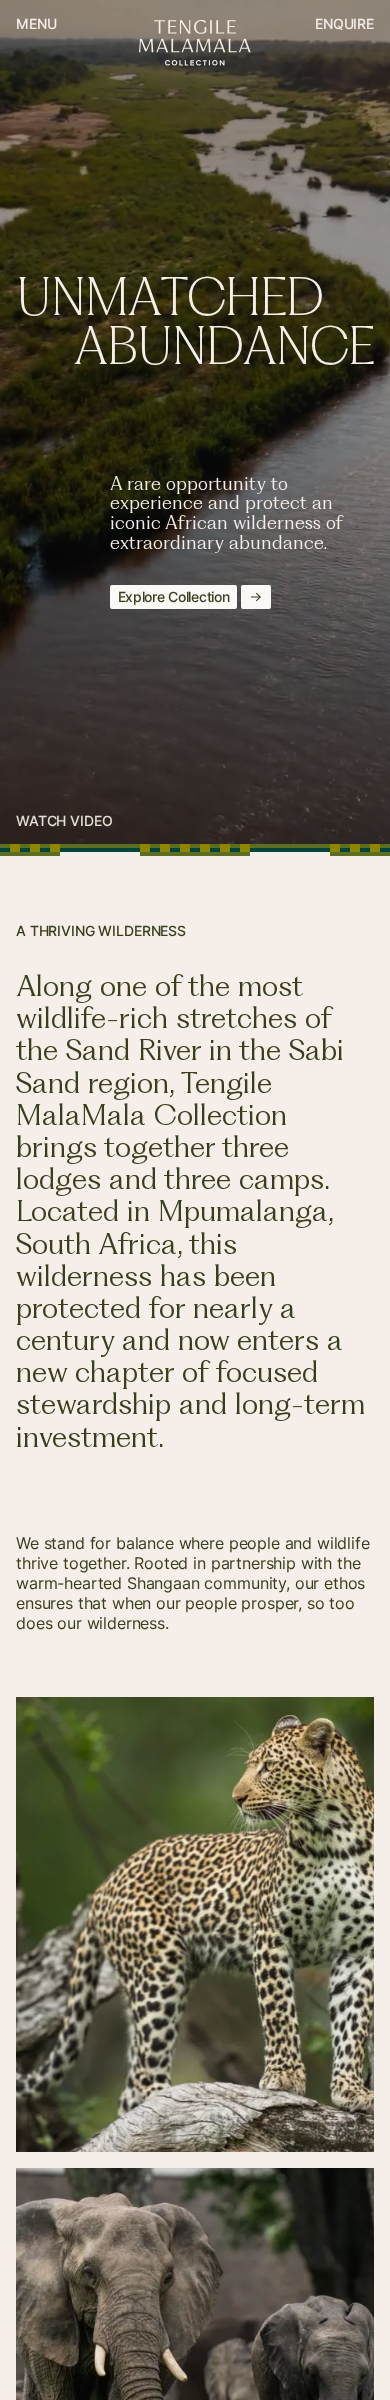 MENU
TENGILE
MALAMALA
COLLECTION
ENQUIRE
UNMATCHED
ABUNDANCE
A rare opportunity to
experience and protect an
iconic African wilderness of
extraordinary abundance.
Explore Collection →
WATCH VIDEO
A THRIVING WILDERNESS
Along one of the most
wildlife-rich stretches of
the Sand River in the Sabi
Sand region, Tengile
MalaMala Collection
brings together three
lodges and three camps.
Located in Mpumalanga,
South Africa, this
wilderness has been
protected for nearly a
century and now enters a
new chapter of focused
stewardship and long-term
investment.
We stand for balance where people and wildlife
thrive together. Rooted in partnership with the
warm-hearted Shangaan community, our ethos
ensures that when our people prosper, so too
does our wilderness.